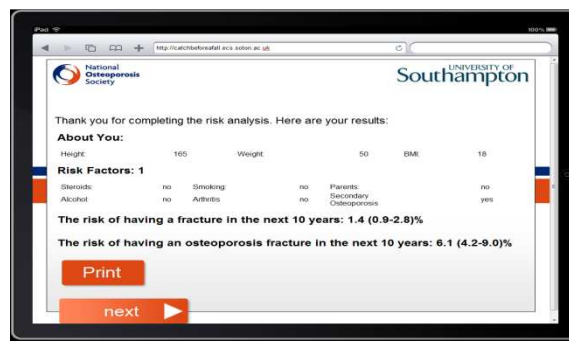 iPad
100%
http://catchbeforeafall.ecs.soton.ac.uk
National
Osteoporosis
Society
UNIVERSITY OF
Southampton
Thank you for completing the risk analysis. Here are your results:
About You:
Height: 165 Weight: 50 BMI: 18
Risk Factors: 1
Steroids: no Smoking: no Parents: no
Alcohol no Arthritis no Secondary Osteoporosis yes
The risk of having a fracture in the next 10 years: 1.4 (0.9-2.8)%
The risk of having an osteoporosis fracture in the next 10 years: 6.1 (4.2-9.0)%
Print
next